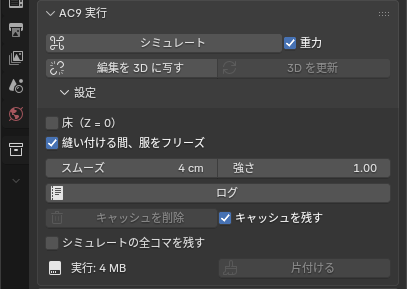 AC9 実行
シミュレート 重力
編集を 3D に写す 3D を更新
設定
床（Z = 0）
縫い付ける間、服をフリーズ
スムーズ 4 cm 強さ 1.00
ログ
キャッシュを削除 キャッシュを残す
シミュレートの全コマを残す
実行: 4 MB 片付ける